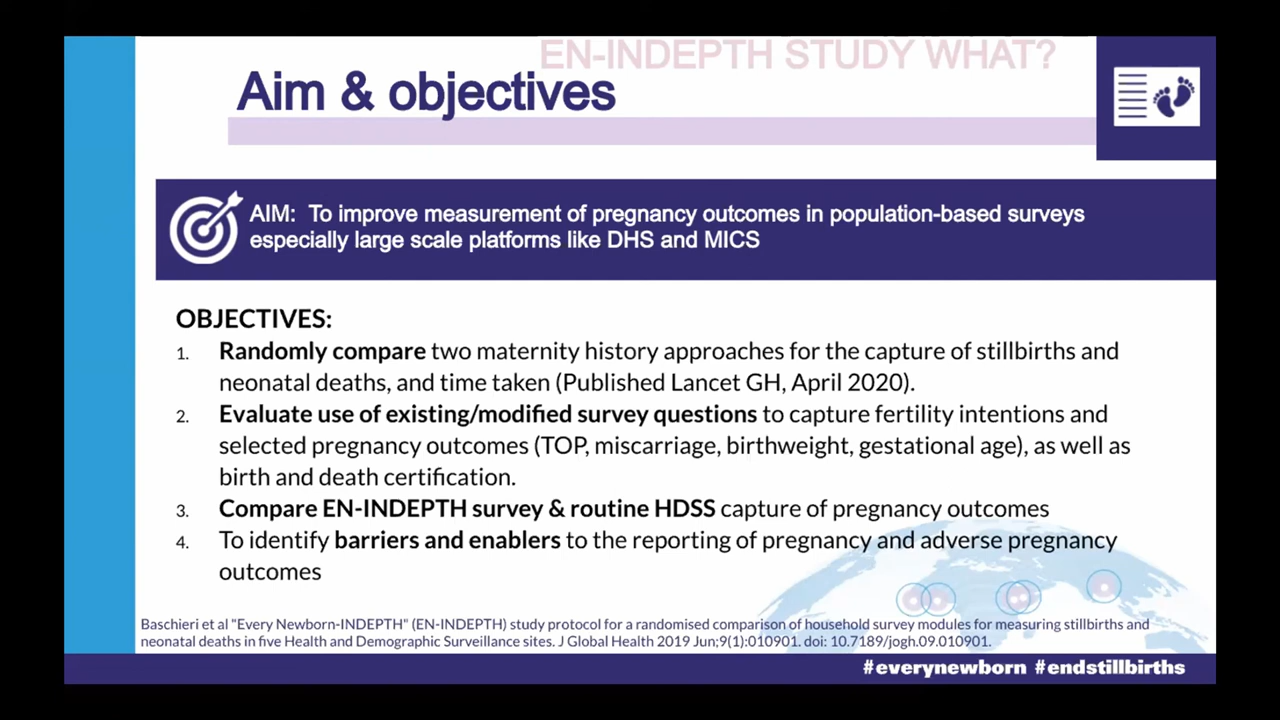 EN-INDEPTH STUDY WHAT?
Aim & objectives
AIM: To improve measurement of pregnancy outcomes in population-based surveys
especially large scale platforms like DHS and MICS
OBJECTIVES:
1. Randomly compare two maternity history approaches for the capture of stillbirths and
neonatal deaths, and time taken (Published Lancet GH, April 2020).
2. Evaluate use of existing/modified survey questions to capture fertility intentions and
selected pregnancy outcomes (TOP, miscarriage, birthweight, gestational age), as well as
birth and death certification.
3. Compare EN-INDEPTH survey & routine HDSS capture of pregnancy outcomes
4. To identify barriers and enablers to the reporting of pregnancy and adverse pregnancy
outcomes
Baschieri et al "Every Newborn-INDEPTH" (EN-INDEPTH) study protocol for a randomised comparison of household survey modules for measuring stillbirths and
neonatal deaths in five Health and Demographic Surveillance sites. J Global Health 2019 Jun;9(1):010901. doi: 10.7189/jogh.09.010901.
#everynewborn #endstillbirths